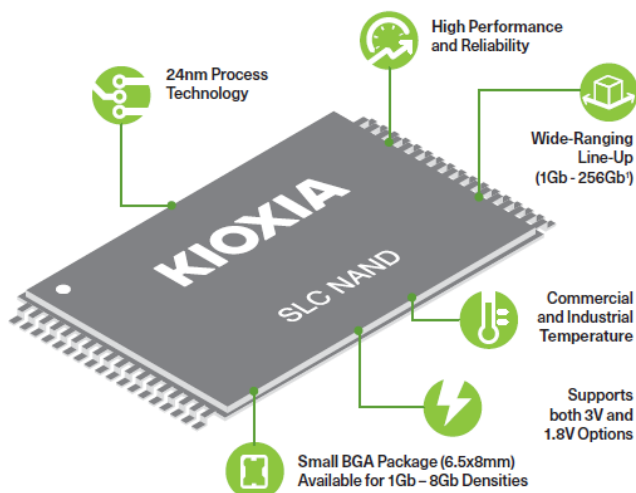 High Performance
and Reliability
24nm Process
Technology
Wide-Ranging
Line-Up
(1Gb - 256Gb¹)
KIOXIA
SLC NAND
Commercial
and Industrial
Temperature
Supports
both 3V and
1.8V Options
Small BGA Package (6.5x8mm)
Available for 1Gb – 8Gb Densities